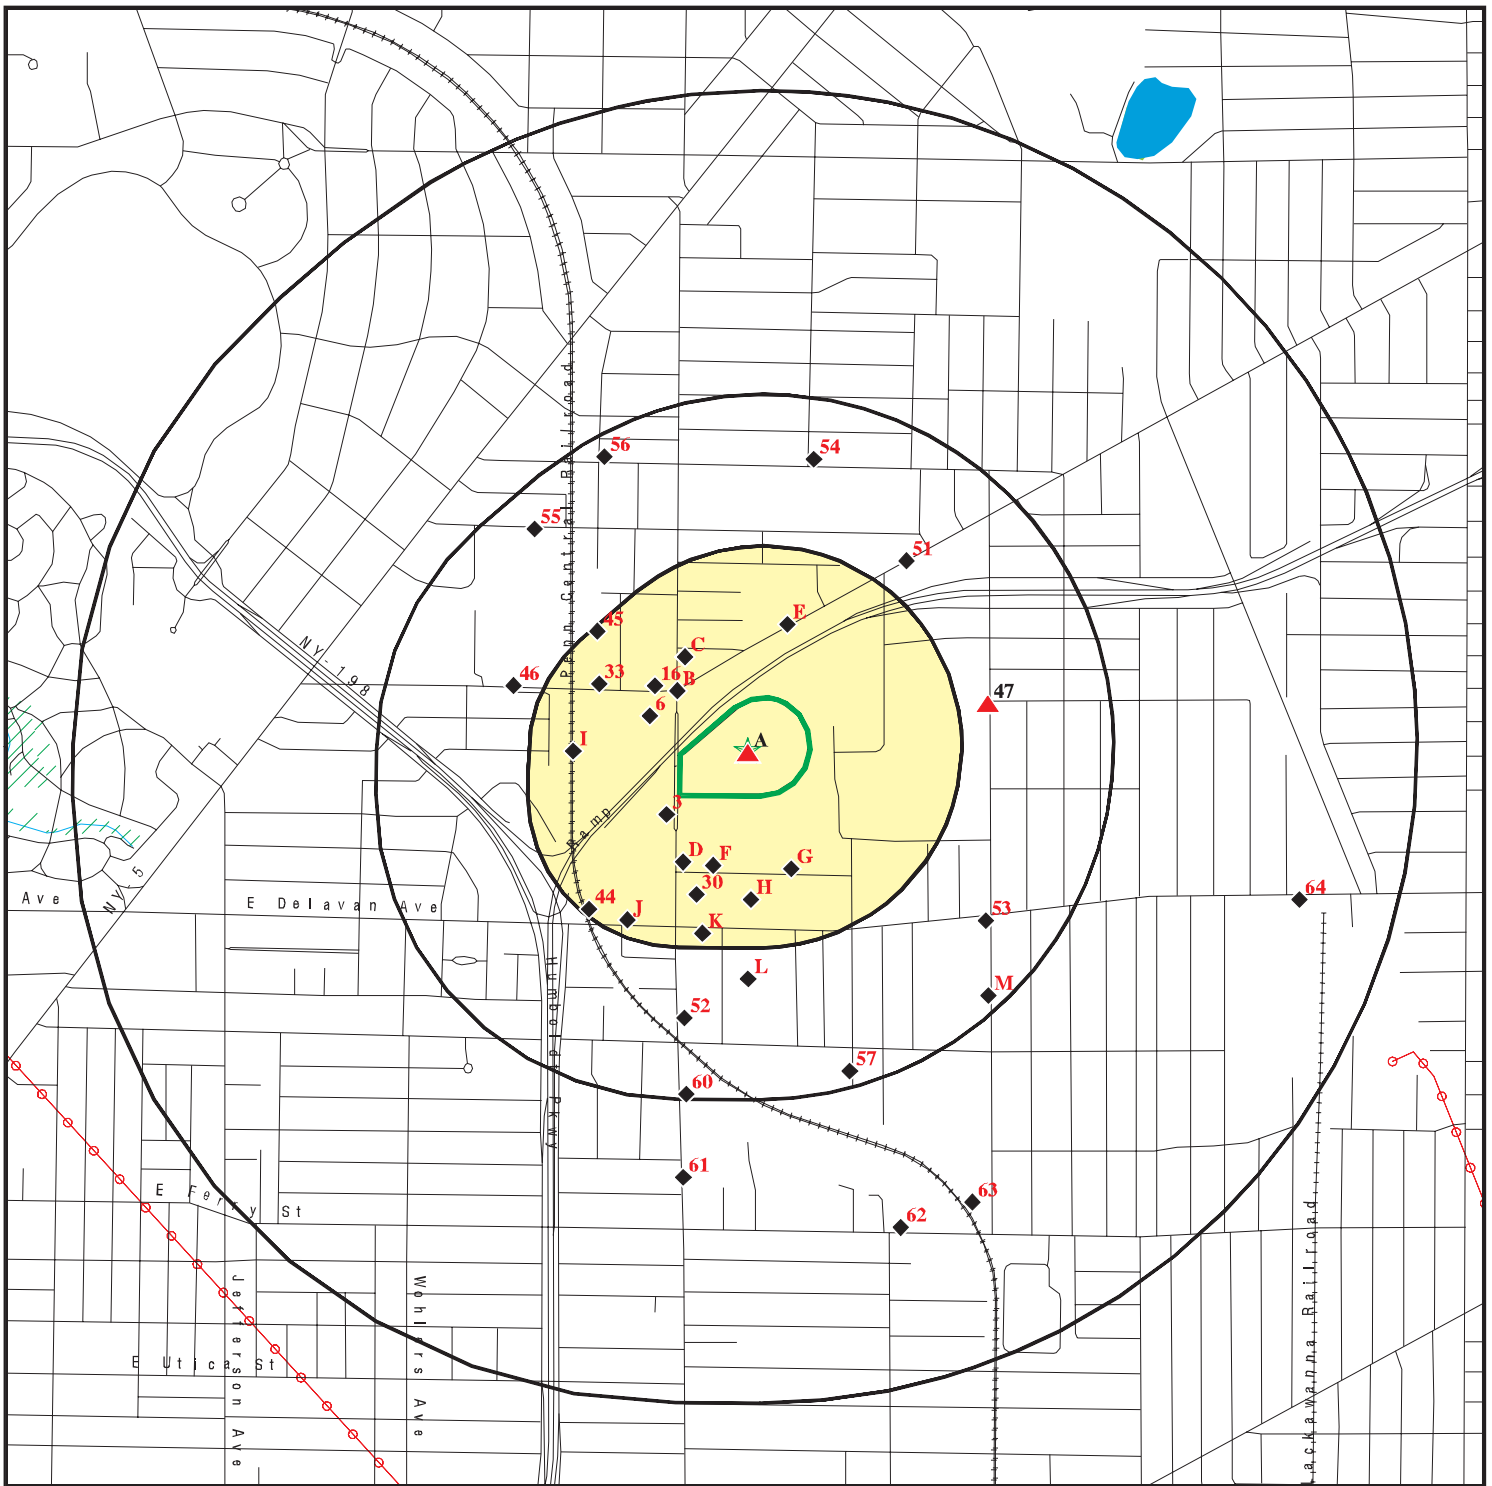 Penn Central Railroad
56
54
55
51
45
E
C
NY-198
46
33
16
B
47
6
A
I
3
Ramp
D
F
G
30
H
64
NY-5
Ave
E Delavan Ave
44
J
K
53
L
M
Humboldt Pkwy
52
57
60
61
63
62
E Ferry St
Jefferson Ave
Wohlers Ave
E Utica St
ackawanna Railroad